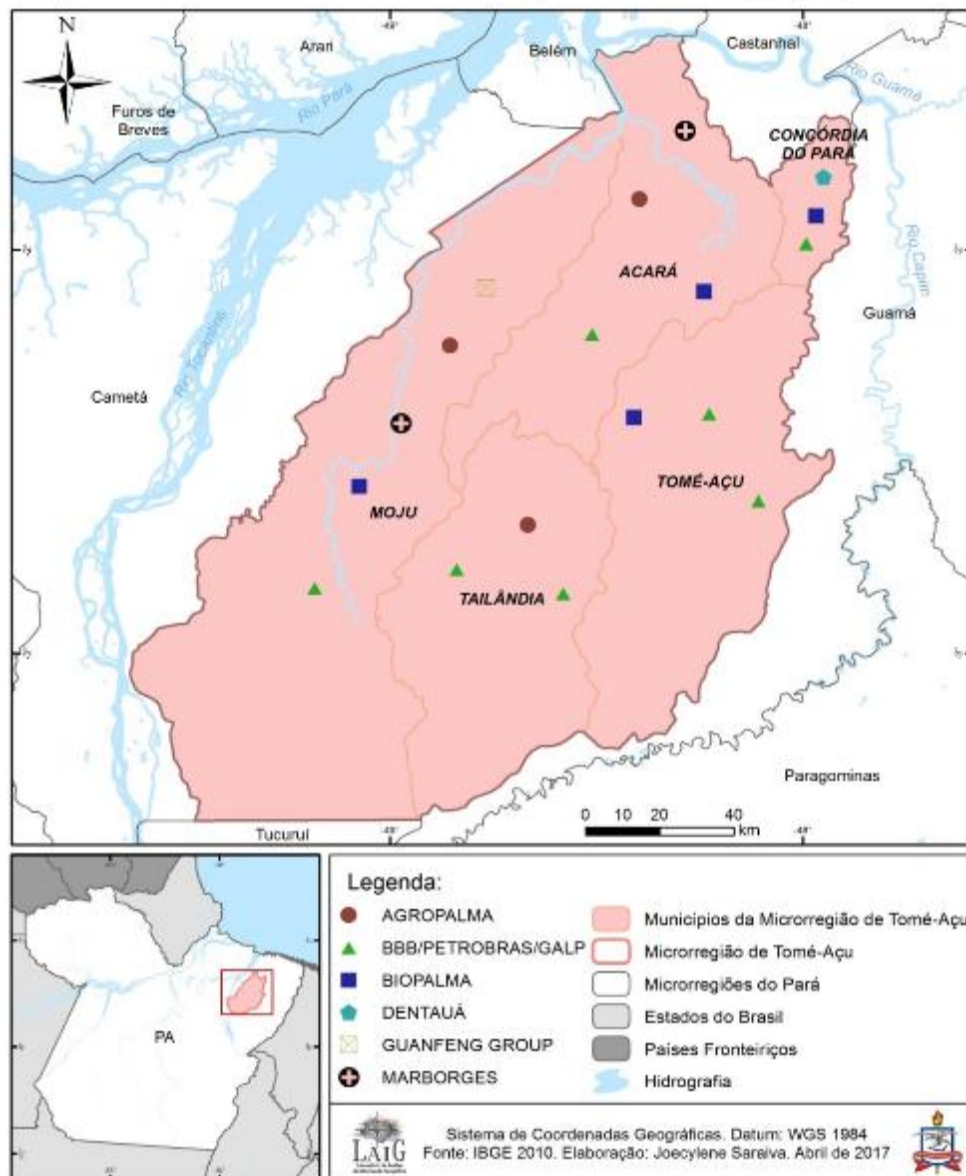 N
Arari
Belém
Castanhal
Rio Guamá
Rio Pará
Furos de
Breves
CONCÓRDIA
DO PARÁ
Rio Capim
ACARÁ
Guamá
Rio Tocantins
Cametá
TOMÉ-AÇU
MOJU
TAILÂNDIA
Paragominas
0 10 20 40
km
Tucuruí
-48°
PA
Legenda:
AGROPALMA
BBB/PETROBRAS/GALP
BIOPALMA
DENTAUÁ
GUANFENG GROUP
MARBORGES
Municípios da Microrregião de Tomé-Açu
Microrregião de Tomé-Açu
Microrregiões do Pará
Estados do Brasil
Países Fronteiriços
Hidrografia
LAIG
Sistema de Coordenadas Geográficas. Datum: WGS 1984
Fonte: IBGE 2010. Elaboração: Joecylene Saraiva. Abril de 2017